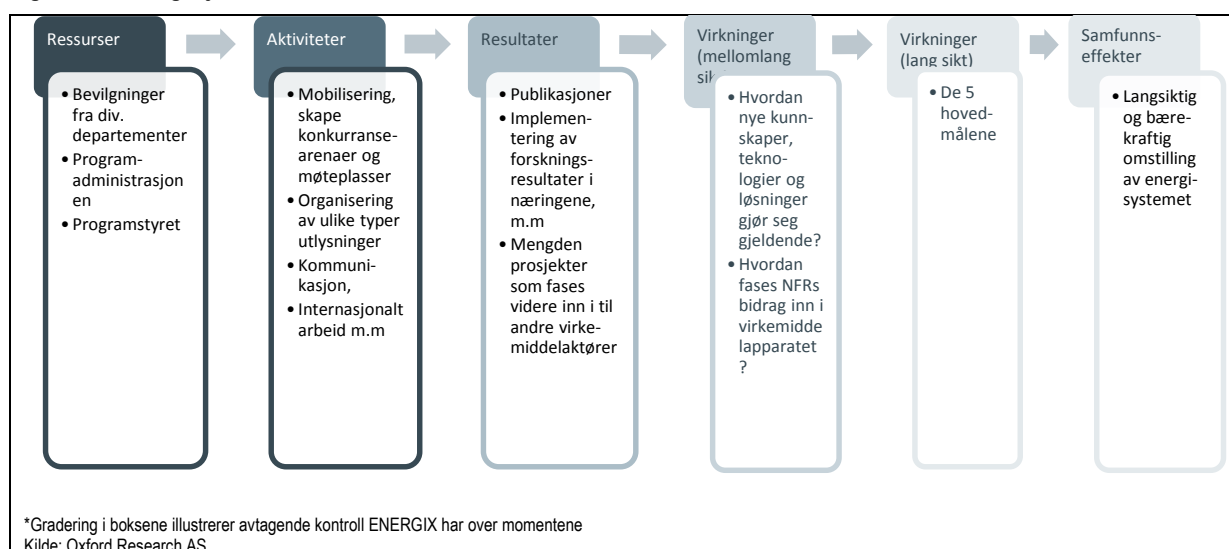 Ressurser
• Bevilgninger
fra div.
departementer
• Program-
administrasjon
en
• Programstyret
Aktiviteter
• Mobilisering,
skape
konkurranse-
arenaer og
møteplasser
• Organisering
av ulike typer
utlysninger
• Kommuni-
kasjon,
• Internasjonalt
arbeid m.m
Resultater
• Publikasjoner
• Implemen-
tering av
forsknings-
resultater i
næringene,
m.m
• Mengden
prosjekter
som fases
videre inn i til
andre virke-
middelaktører
Virkninger
(mellomlang
• Hvordan
nye kunn-
skaper,
tekno-
logier og
løsninger
gjør seg
gjeldende?
• Hvordan
fases NFRs
bidrag inn i
virkemidde
lapparatet
?
Virkninger
(lang sikt)
• De 5
hoved-
målene
Samfunns-
effekter
• Langsiktig
og bære-
kraftig
omstilling
av energi-
systemet
*Gradering i boksene illustrerer avtagende kontroll ENERGIX har over momentene
Kilde: Oxford Research AS